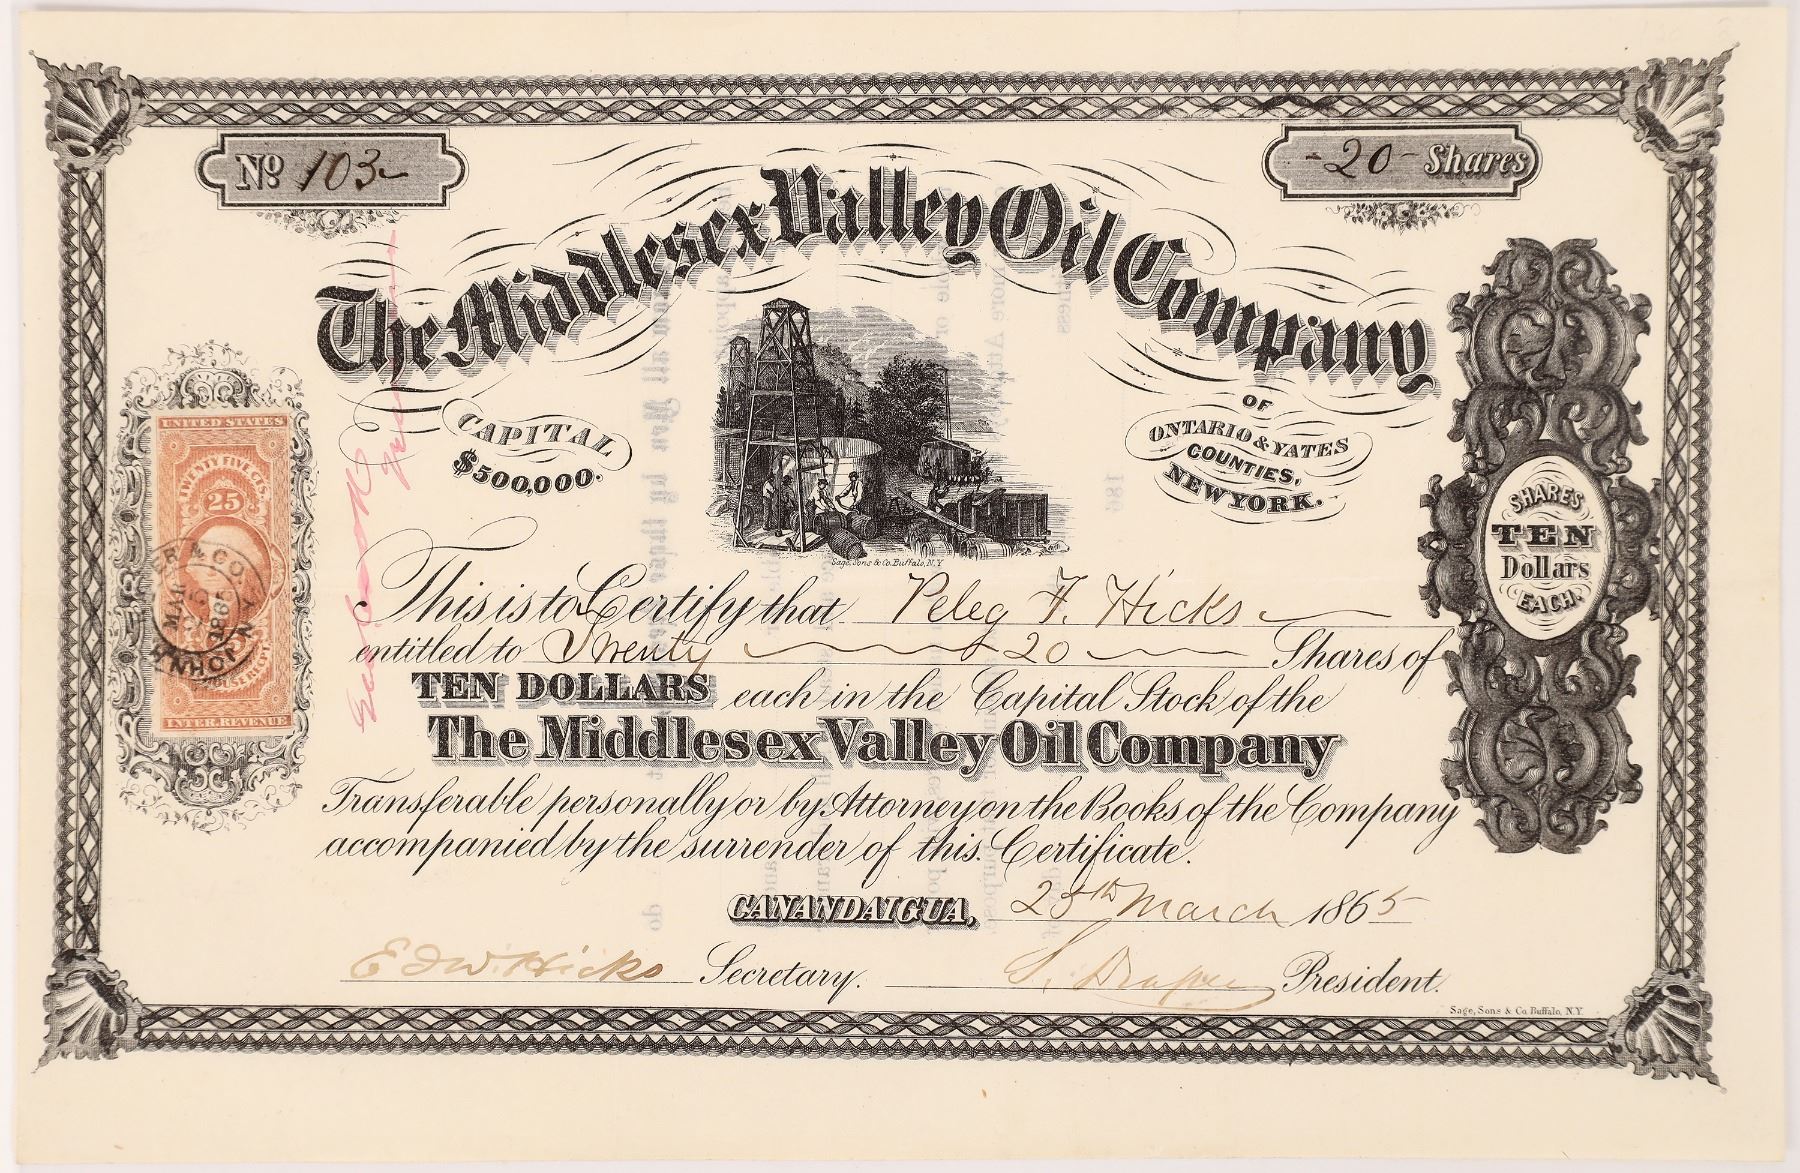 No 103
-20- Shares
The Middlesex Valley Oil Company
CAPITAL
$500,000.
OF
ONTARIO & YATES
COUNTIES,
NEW YORK.
Sage, Sons & Co. Buffalo, N.Y.
SHARES
TEN
Dollars
EACH.
UNITED STATES
TWENTY FIVE CTS.
25
INTER. REVENUE
This is to Certify that Peleg F. Hicks
entitled to Twenty 20 Shares of
TEN DOLLARS each in the Capital Stock of the
The Middlesex Valley Oil Company
Transferable personally or by Attorney on the Books of the Company
accompanied by the surrender of this Certificate.
CANANDAIGUA, 25th March 1865
Edw. Hicks Secretary. S. Draper President.
Sage, Sons & Co. Buffalo, N.Y.